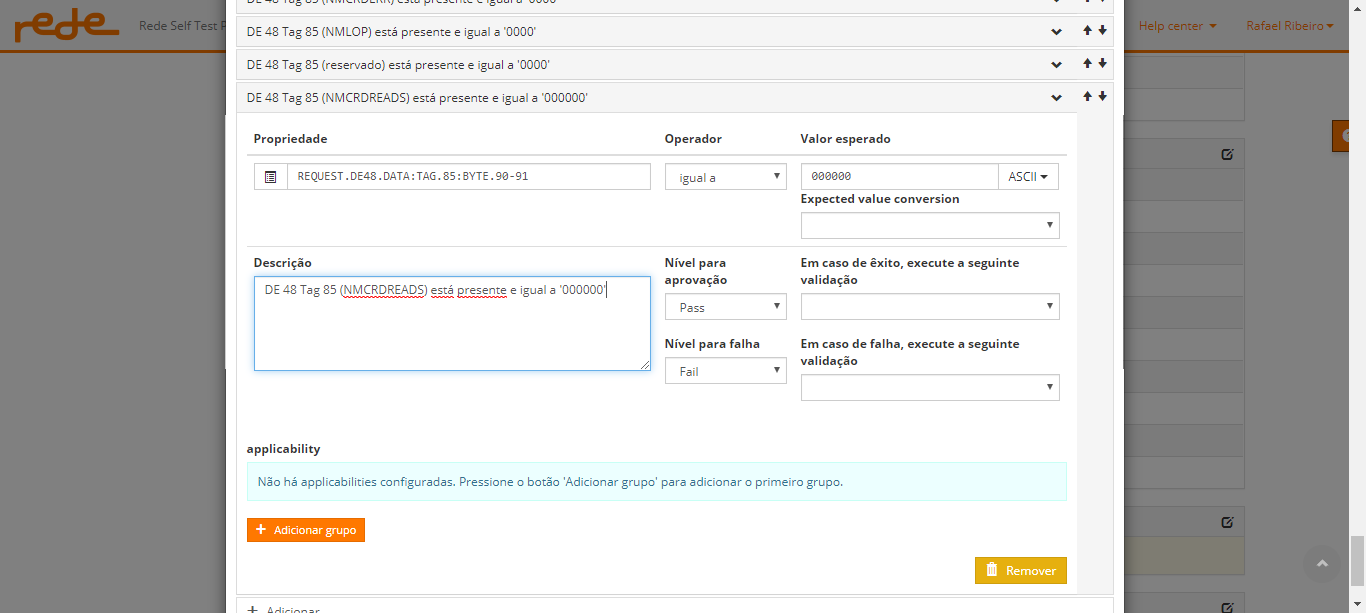 DE 48 Tag 85 (NMCRDERR) está presente e igual a '0000'
rede
Rede Self Test
Help center
Rafael Ribeiro
DE 48 Tag 85 (NMLOP) está presente e igual a '0000'
DE 48 Tag 85 (reservado) está presente e igual a '0000'
DE 48 Tag 85 (NMCRDREADS) está presente e igual a '000000'
Propriedade
Operador
Valor esperado
REQUEST.DE48.DATA:TAG.85:BYTE.90-91
igual a
000000
ASCII
Expected value conversion
Descrição
DE 48 Tag 85 (NMCRDREADS) está presente e igual a '000000'
Nível para
aprovação
Pass
Em caso de êxito, execute a seguinte
validação
Nível para falha
Fail
Em caso de falha, execute a seguinte
validação
applicability
Não há applicabilities configuradas. Pressione o botão 'Adicionar grupo' para adicionar o primeiro grupo.
+ Adicionar grupo
Remover
+ Adicionar